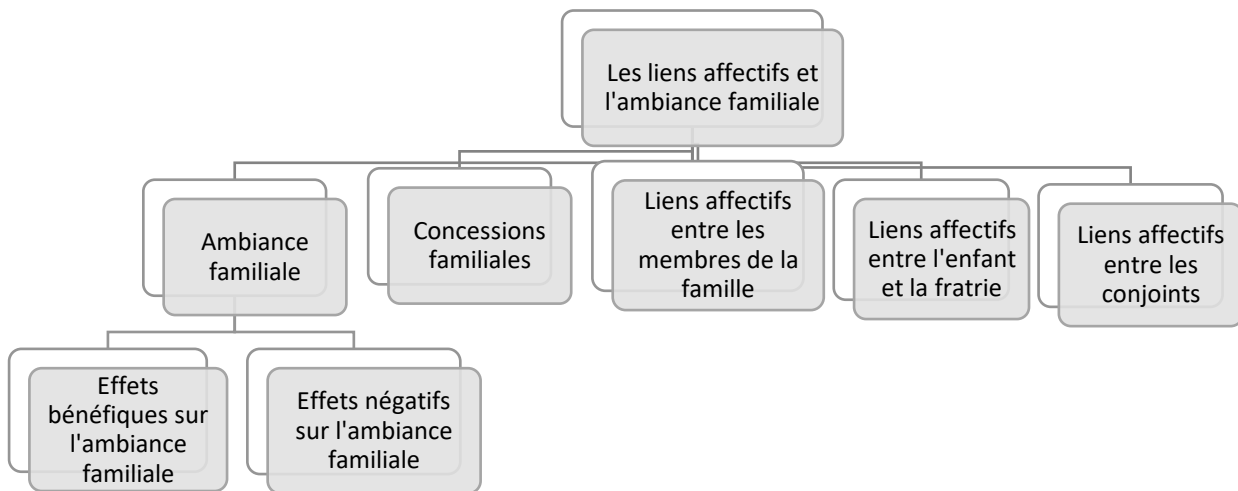 Les liens affectifs et
l'ambiance familiale
Ambiance
familiale
Concessions
familiales
Liens affectifs
entre les
membres de la
famille
Liens affectifs
entre l'enfant
et la fratrie
Liens affectifs
entre les
conjoints
Effets
bénéfiques sur
l'ambiance
familiale
Effets négatifs
sur l'ambiance
familiale